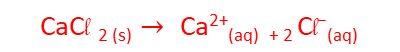 CaCℓ ₂ ₍ₛ₎ → Ca²⁺(aq) + 2 Cℓ⁻(aq)